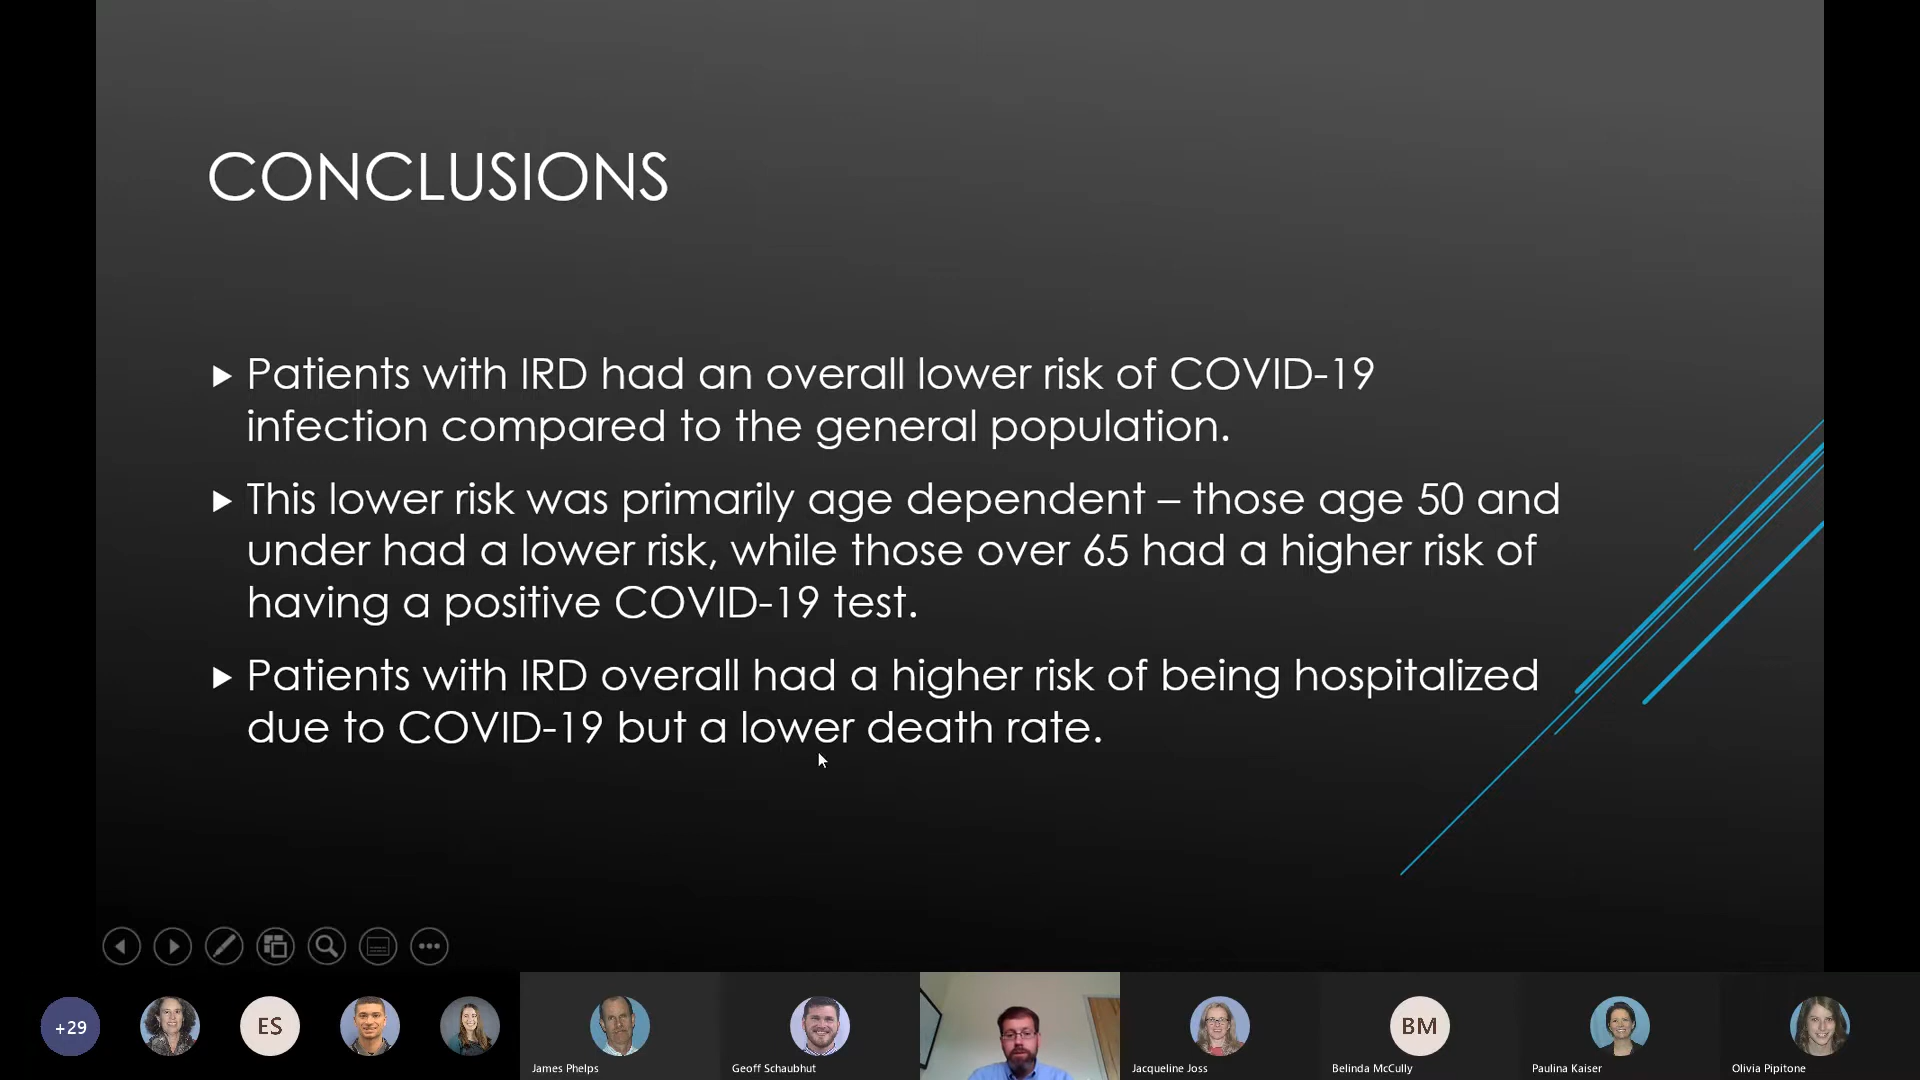 CONCLUSIONS
Patients with IRD had an overall lower risk of COVID-19
infection compared to the general population.
This lower risk was primarily age dependent – those age 50 and
under had a lower risk, while those over 65 had a higher risk of
having a positive COVID-19 test.
Patients with IRD overall had a higher risk of being hospitalized
due to COVID-19 but a lower death rate.
+29
ES
BM
James Phelps
Geoff Schaubhut
Jacqueline Joss
Belinda McCully
Paulina Kaiser
Olivia Pipitone